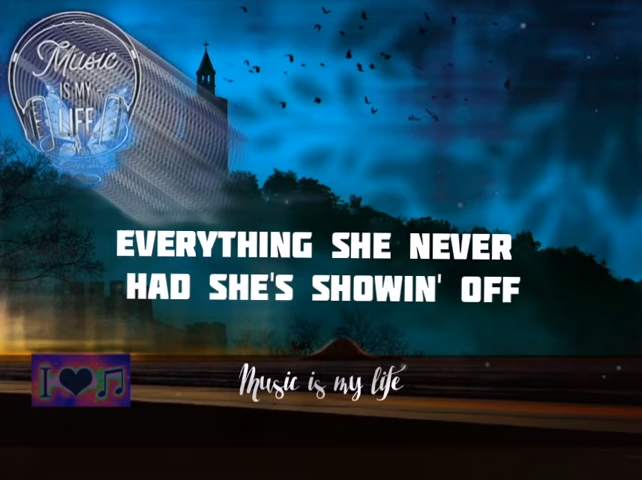 Music
IS MY
LIFE
EVERYTHING SHE NEVER
HAD SHE'S SHOWIN' OFF
I
Music is my life